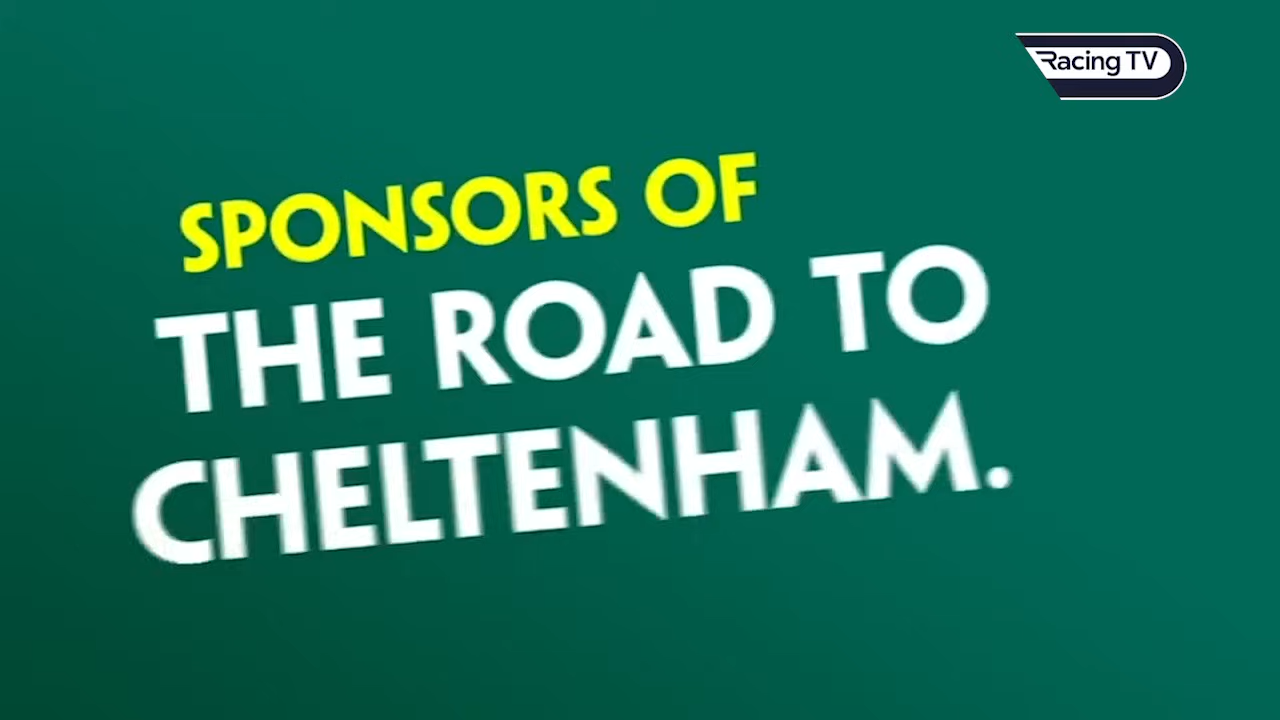 Racing TV
SPONSORS OF
THE ROAD TO
CHELTENHAM.